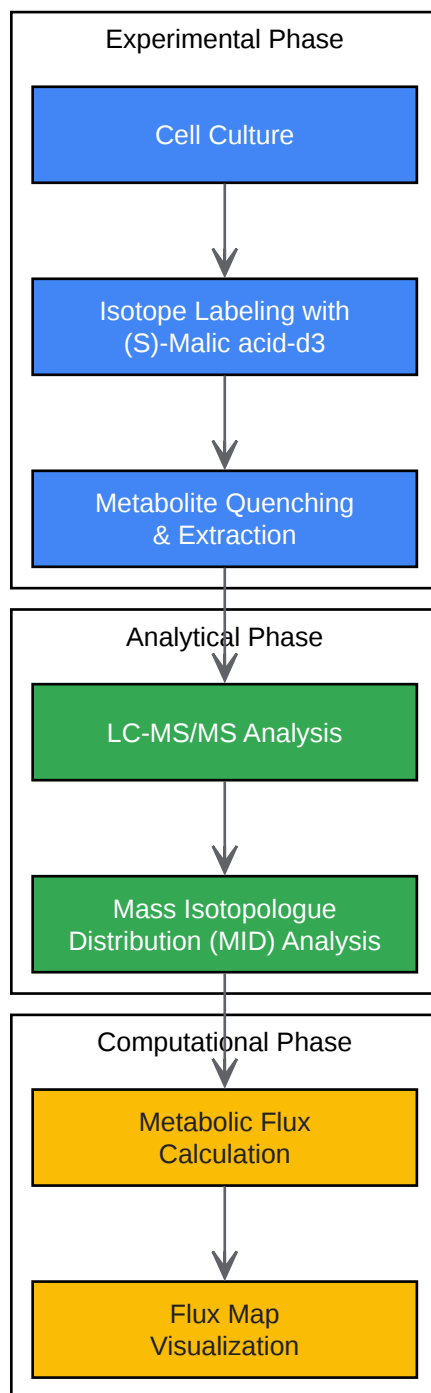 Experimental Phase
Cell Culture
Isotope Labeling with
(S)-Malic acid-d3
Metabolite Quenching
& Extraction
Analytical Phase
LC-MS/MS Analysis
Mass Isotopologue
Distribution (MID) Analysis
Computational Phase
Metabolic Flux
Calculation
Flux Map
Visualization